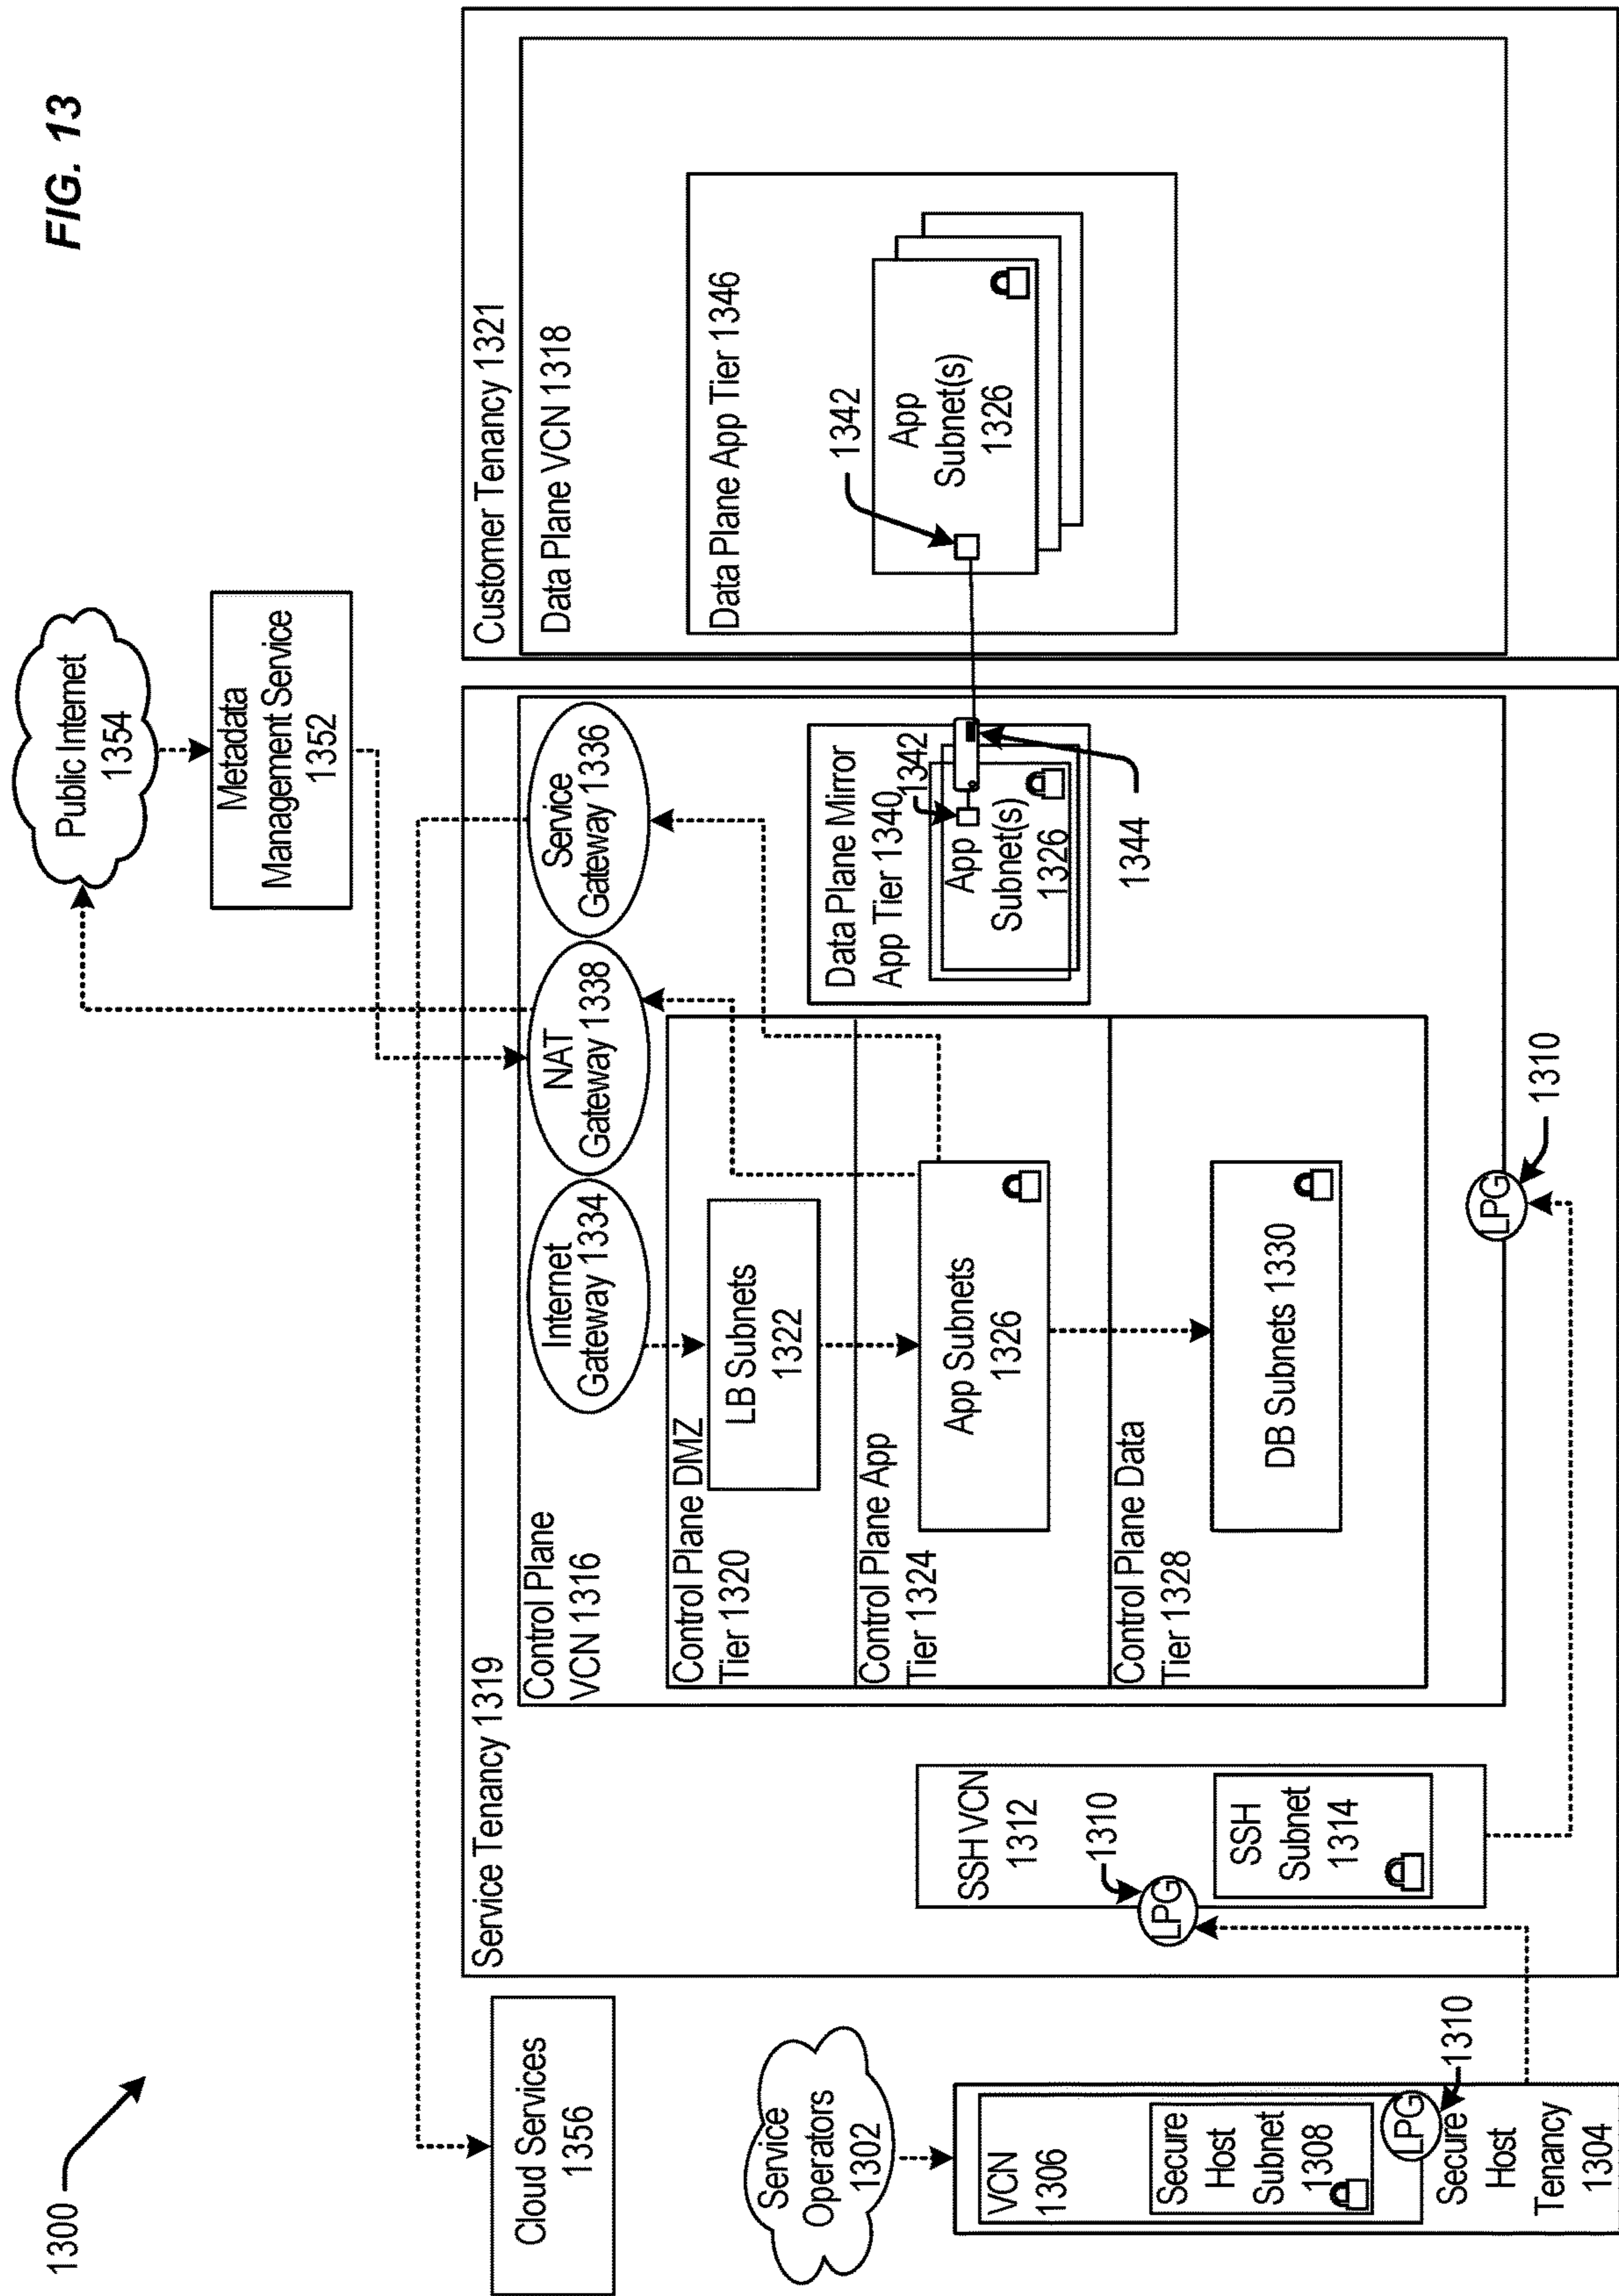 FIG. 13
1300
Public Internet
1354
Metadata
Management Service
1352
Cloud Services
1356
Service
Operators
1302
VCN
1306
Secure
Host
Subnet
1308
LPG
1310
Secure
Host
Tenancy
1304
Service Tenancy 1319
SSH VCN
1312
1310
LPG
SSH
Subnet
1314
Control Plane
VCN 1316
Internet
Gateway 1334
NAT
Gateway 1338
Service
Gateway 1336
Control Plane DMZ
Tier 1320
LB Subnets
1322
Control Plane App
Tier 1324
App Subnets
1326
Control Plane Data
Tier 1328
DB Subnets 1330
LPG
1310
Data Plane Mirror
App Tier 1340
1342
App
Subnet(s)
1326
1344
Customer Tenancy 1321
Data Plane VCN 1318
Data Plane App Tier 1346
1342
App
Subnet(s)
1326